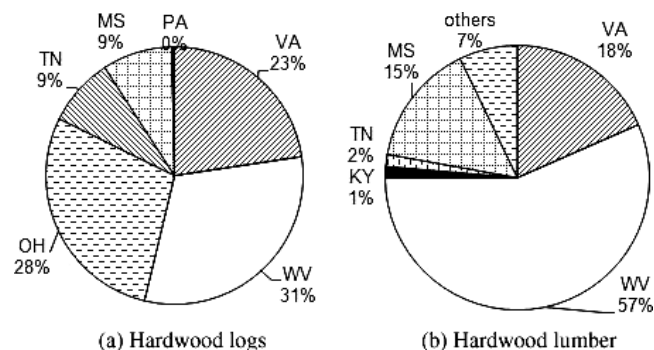 MS
9%
PA
0%
VA
23%
TN
9%
OH
28%
WV
31%
(a) Hardwood logs
others
7%
VA
18%
MS
15%
TN
2%
KY
1%
WV
57%
(b) Hardwood lumber